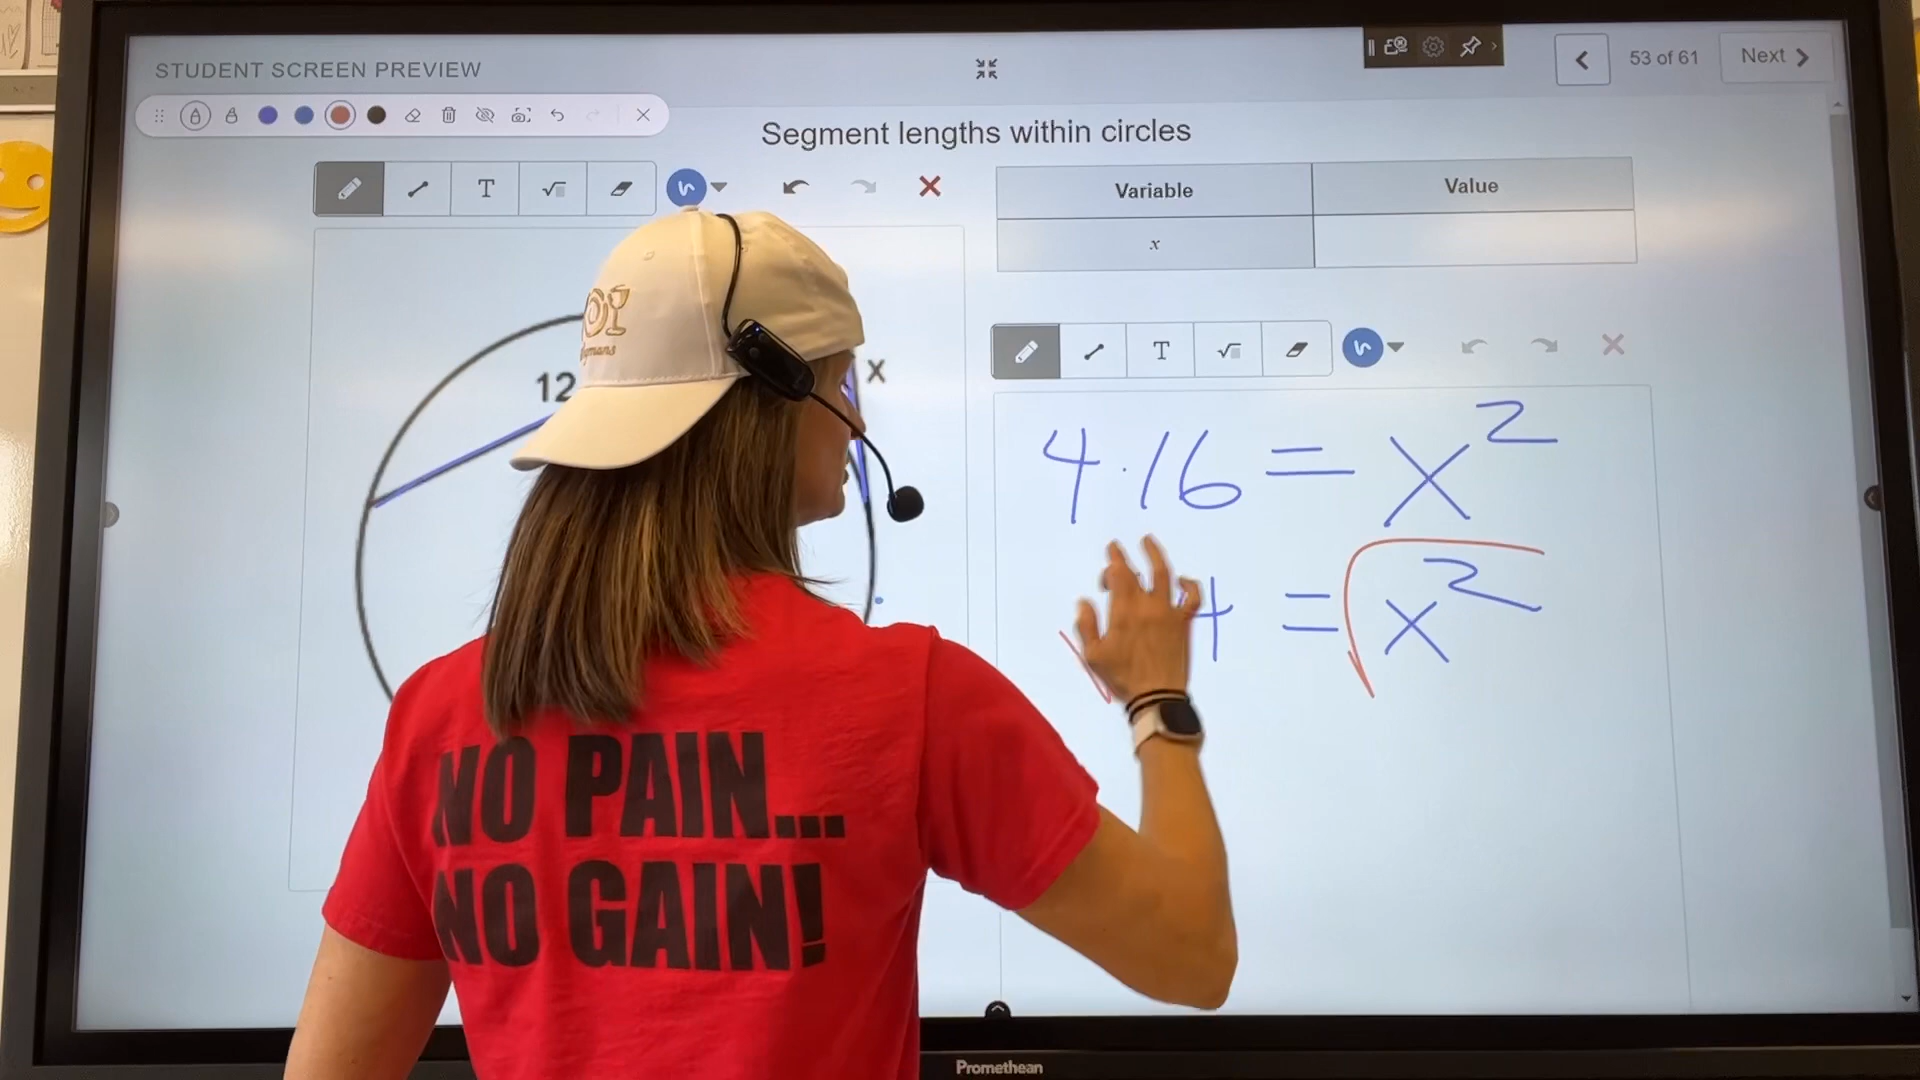 STUDENT SCREEN PREVIEW
53 of 61
Next
Segment lengths within circles
T
Variable
Value
x
T
12
x
4·16 = x²
4 = √x²
NO PAIN...
NO GAIN!
Promethean